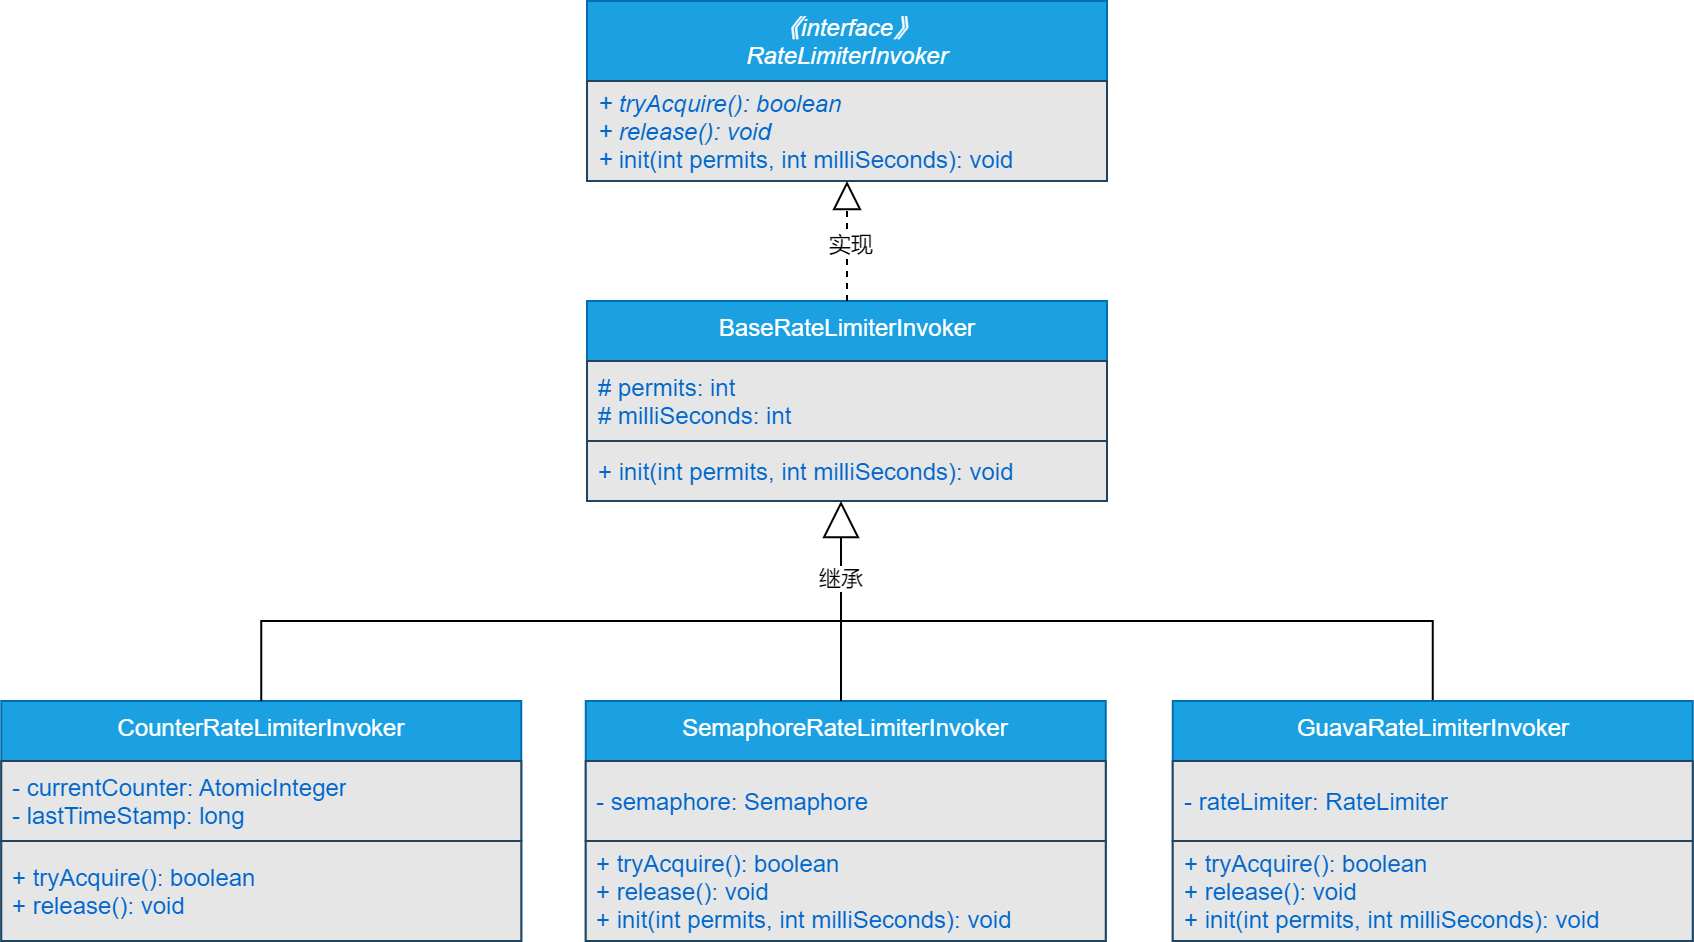 《interface》
RateLimiterInvoker
+ tryAcquire(): boolean
+ release(): void
+ init(int permits, int milliSeconds): void
实现
BaseRateLimiterInvoker
# permits: int
# milliSeconds: int
+ init(int permits, int milliSeconds): void
继承
CounterRateLimiterInvoker
- currentCounter: AtomicInteger
- lastTimeStamp: long
+ tryAcquire(): boolean
+ release(): void
SemaphoreRateLimiterInvoker
- semaphore: Semaphore
+ tryAcquire(): boolean
+ release(): void
+ init(int permits, int milliSeconds): void
GuavaRateLimiterInvoker
- rateLimiter: RateLimiter
+ tryAcquire(): boolean
+ release(): void
+ init(int permits, int milliSeconds): void